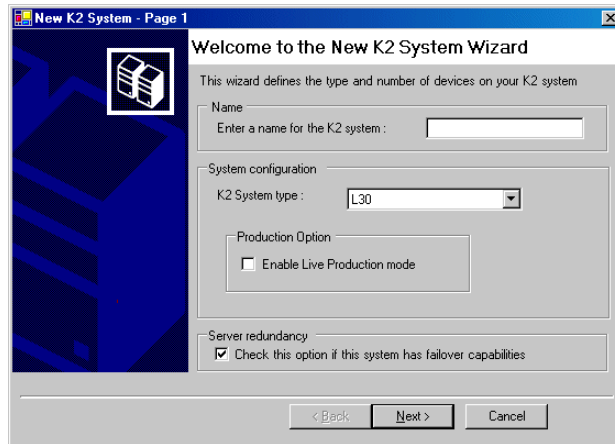 New K2 System - Page 1
Welcome to the New K2 System Wizard
This wizard defines the type and number of devices on your K2 system
Name
Enter a name for the K2 system :
System configuration
K2 System type :
L30
Production Option
Enable Live Production mode
Server redundancy
Check this option if this system has failover capabilities
< Back
Next >
Cancel